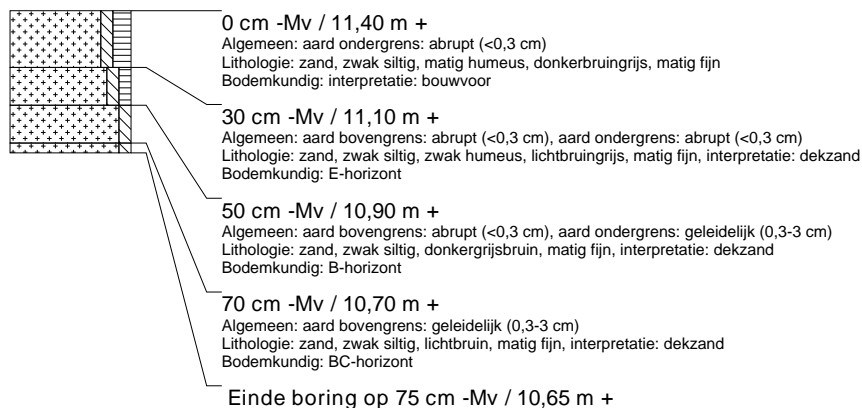 0 cm -Mv / 11,40 m +
Algemeen: aard ondergrens: abrupt (<0,3 cm)
Lithologie: zand, zwak siltig, matig humeus, donkerbruingrijs, matig fijn
Bodemkundig: interpretatie: bouwvoor
30 cm -Mv / 11,10 m +
Algemeen: aard bovengrens: abrupt (<0,3 cm), aard ondergrens: abrupt (<0,3 cm)
Lithologie: zand, zwak siltig, zwak humeus, lichtbruingrijs, matig fijn, interpretatie: dekzand
Bodemkundig: E-horizont
50 cm -Mv / 10,90 m +
Algemeen: aard bovengrens: abrupt (<0,3 cm), aard ondergrens: geleidelijk (0,3-3 cm)
Lithologie: zand, zwak siltig, donkergrijsbruin, matig fijn, interpretatie: dekzand
Bodemkundig: B-horizont
70 cm -Mv / 10,70 m +
Algemeen: aard bovengrens: geleidelijk (0,3-3 cm)
Lithologie: zand, zwak siltig, lichtbruin, matig fijn, interpretatie: dekzand
Bodemkundig: BC-horizont
Einde boring op 75 cm -Mv / 10,65 m +